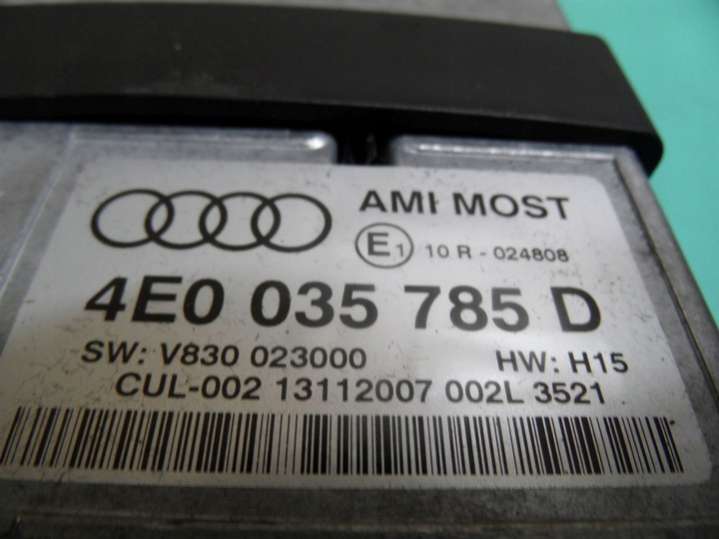 AMI MOST
E1 10 R - 024808
4E0 035 785 D
SW: V830 023000 HW: H15
CUL-002 13112007 002L 3521